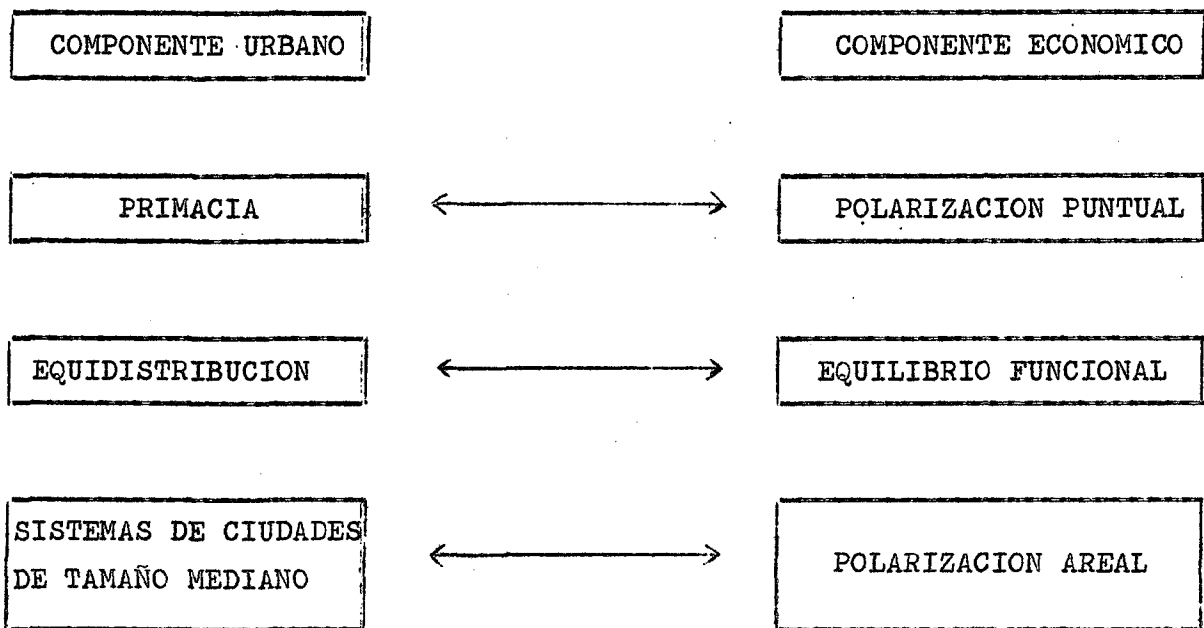 COMPONENTE URBANO
COMPONENTE ECONOMICO
PRIMACIA
POLARIZACION PUNTUAL
EQUIDISTRIBUCION
EQUILIBRIO FUNCIONAL
SISTEMAS DE CIUDADES
DE TAMAÑO MEDIANO
POLARIZACION AREAL